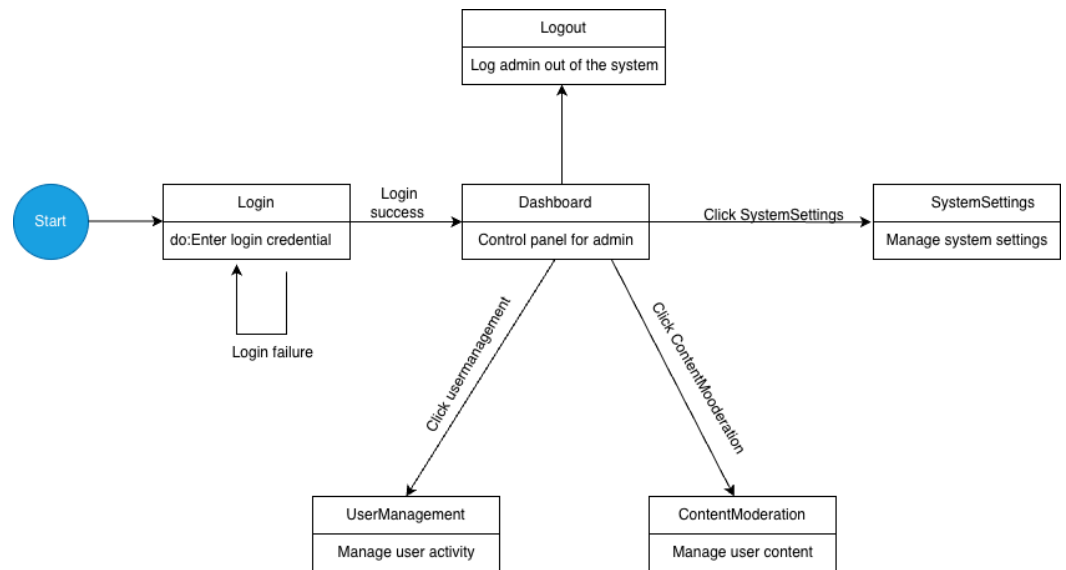 Logout
Log admin out of the system
Start
Login
do:Enter login credential
Login
success
Dashboard
Control panel for admin
Click SystemSettings
SystemSettings
Manage system settings
Login failure
Click usermanagement
Click ContentMooderation
UserManagement
Manage user activity
ContentModeration
Manage user content